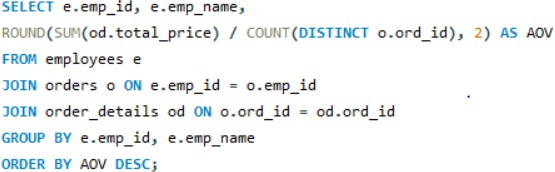 SELECT e.emp_id, e.emp_name,
ROUND(SUM(od.total_price) / COUNT(DISTINCT o.ord_id), 2) AS AOV
FROM employees e
JOIN orders o ON e.emp_id = o.emp_id
JOIN order_details od ON o.ord_id = od.ord_id
GROUP BY e.emp_id, e.emp_name
ORDER BY AOV DESC;